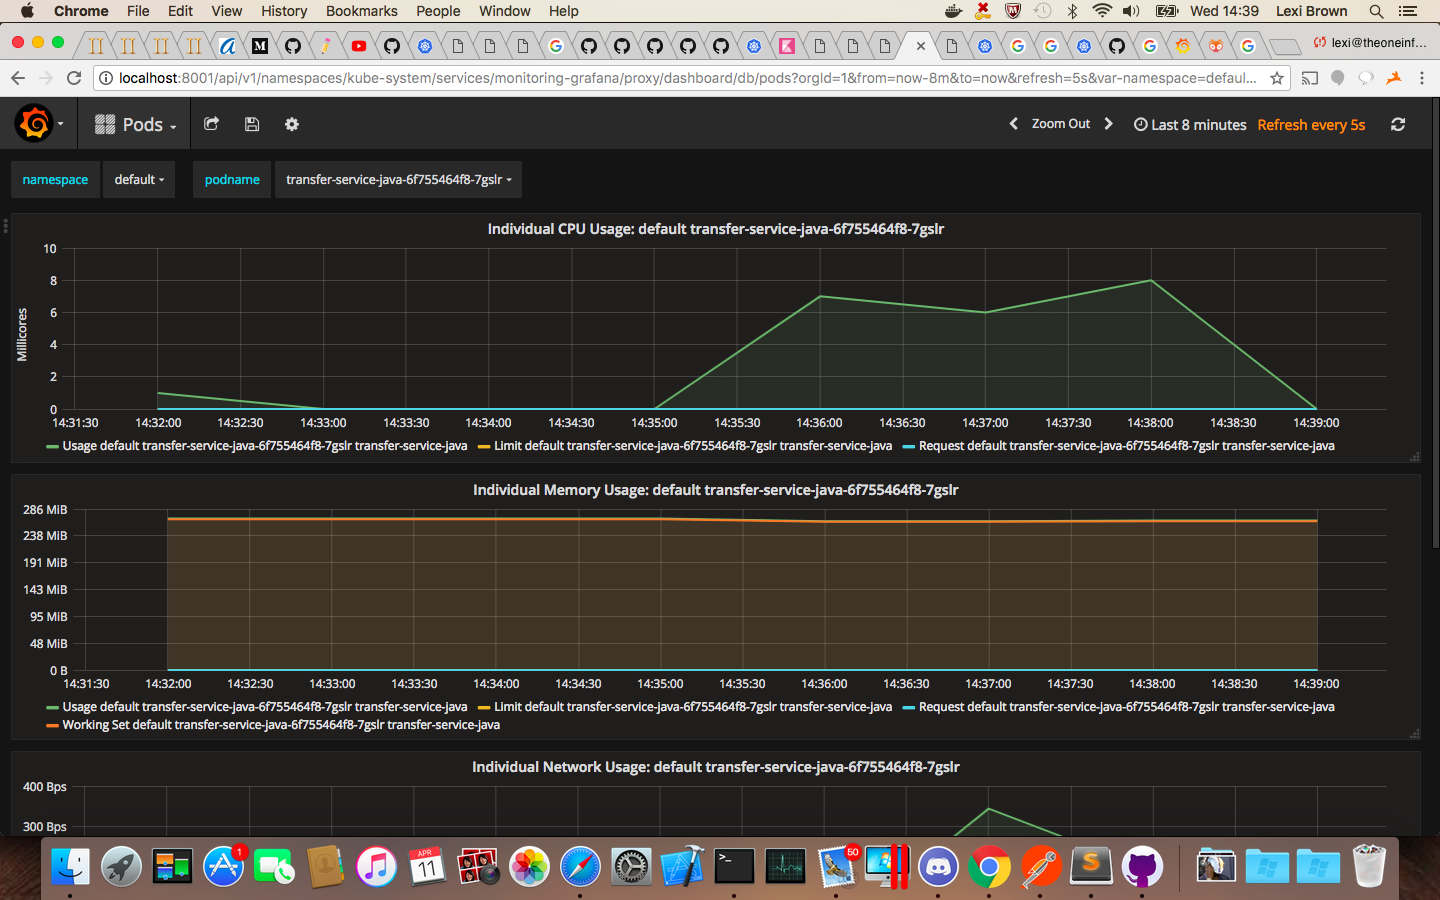 Chrome File Edit View History Bookmarks People Window Help Wed 14:39 Lexi Brown
lexi@theoneinf...
localhost:8001/api/v1/namespaces/kube-system/services/monitoring-grafana/proxy/dashboard/db/pods?orgId=1&from=now-8m&to=now&refresh=5s&var-namespace=defaul...
Pods Zoom Out Last 8 minutes Refresh every 5s
namespace default podname transfer-service-java-6f755464f8-7gslr
Individual CPU Usage: default transfer-service-java-6f755464f8-7gslr
Millicores
10
8
6
4
2
0
14:31:30 14:32:00 14:32:30 14:33:00 14:33:30 14:34:00 14:34:30 14:35:00 14:35:30 14:36:00 14:36:30 14:37:00 14:37:30 14:38:00 14:38:30 14:39:00
Usage default transfer-service-java-6f755464f8-7gslr transfer-service-java Limit default transfer-service-java-6f755464f8-7gslr transfer-service-java Request default transfer-service-java-6f755464f8-7gslr transfer-service-java
Individual Memory Usage: default transfer-service-java-6f755464f8-7gslr
286 MiB
238 MiB
191 MiB
143 MiB
95 MiB
48 MiB
0 B
14:31:30 14:32:00 14:32:30 14:33:00 14:33:30 14:34:00 14:34:30 14:35:00 14:35:30 14:36:00 14:36:30 14:37:00 14:37:30 14:38:00 14:38:30 14:39:00
Usage default transfer-service-java-6f755464f8-7gslr transfer-service-java Limit default transfer-service-java-6f755464f8-7gslr transfer-service-java Request default transfer-service-java-6f755464f8-7gslr transfer-service-java
Working Set default transfer-service-java-6f755464f8-7gslr transfer-service-java
Individual Network Usage: default transfer-service-java-6f755464f8-7gslr
400 Bps
300 Bps
1
APR
11
50